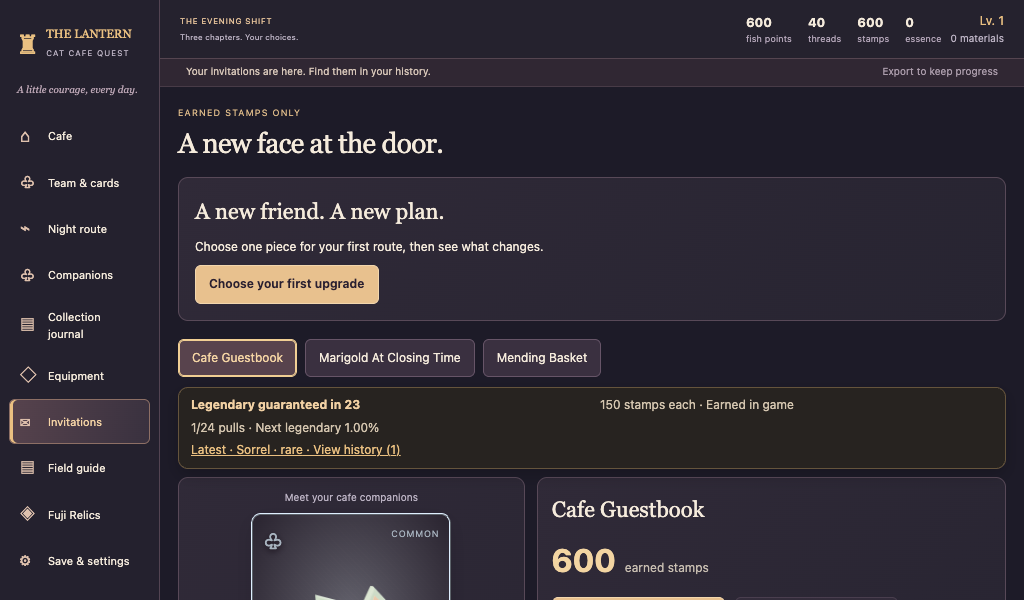 THE LANTERN
CAT CAFE QUEST
A little courage, every day.
Cafe
Team & cards
Night route
Companions
Collection
journal
Equipment
Invitations
Field guide
Fuji Relics
Save & settings
THE EVENING SHIFT
Three chapters. Your choices.
600 fish points
40 threads
600 stamps
0 essence
Lv. 1
0 materials
Your invitations are here. Find them in your history.
Export to keep progress
EARNED STAMPS ONLY
A new face at the door.
A new friend. A new plan.
Choose one piece for your first route, then see what changes.
Choose your first upgrade
Cafe Guestbook
Marigold At Closing Time
Mending Basket
Legendary guaranteed in 23
150 stamps each · Earned in game
1/24 pulls · Next legendary 1.00%
Latest · Sorrel · rare · View history (1)
Meet your cafe companions
COMMON
Cafe Guestbook
600 earned stamps